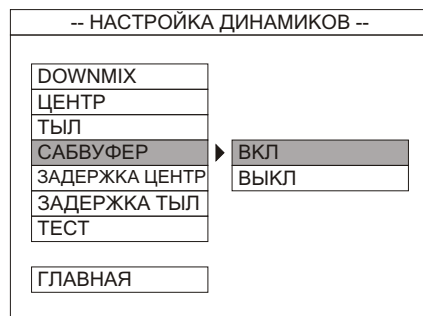 -- НАСТРОЙКА ДИНАМИКОВ --
DOWNMIX
ЦЕНТР
ТЫЛ
САБВУФЕР
ВКЛ
ЗАДЕРЖКА ЦЕНТР
ВЫКЛ
ЗАДЕРЖКА ТЫЛ
ТЕСТ
ГЛАВНАЯ